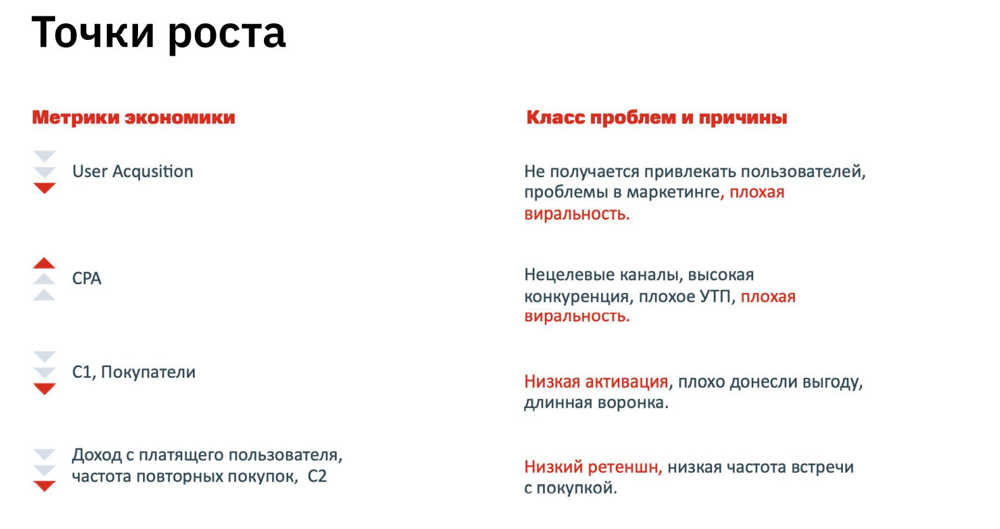 Точки роста
Метрики экономики
Класс проблем и причины
User Acqusition
Не получается привлекать пользователей,
проблемы в маркетинге, плохая
виральность.
CPA
Нецелевые каналы, высокая
конкуренция, плохое УТП, плохая
виральность.
C1, Покупатели
Низкая активация, плохо донесли выгоду,
длинная воронка.
Доход с платящего пользователя,
частота повторных покупок, C2
Низкий ретеншн, низкая частота встречи
с покупкой.